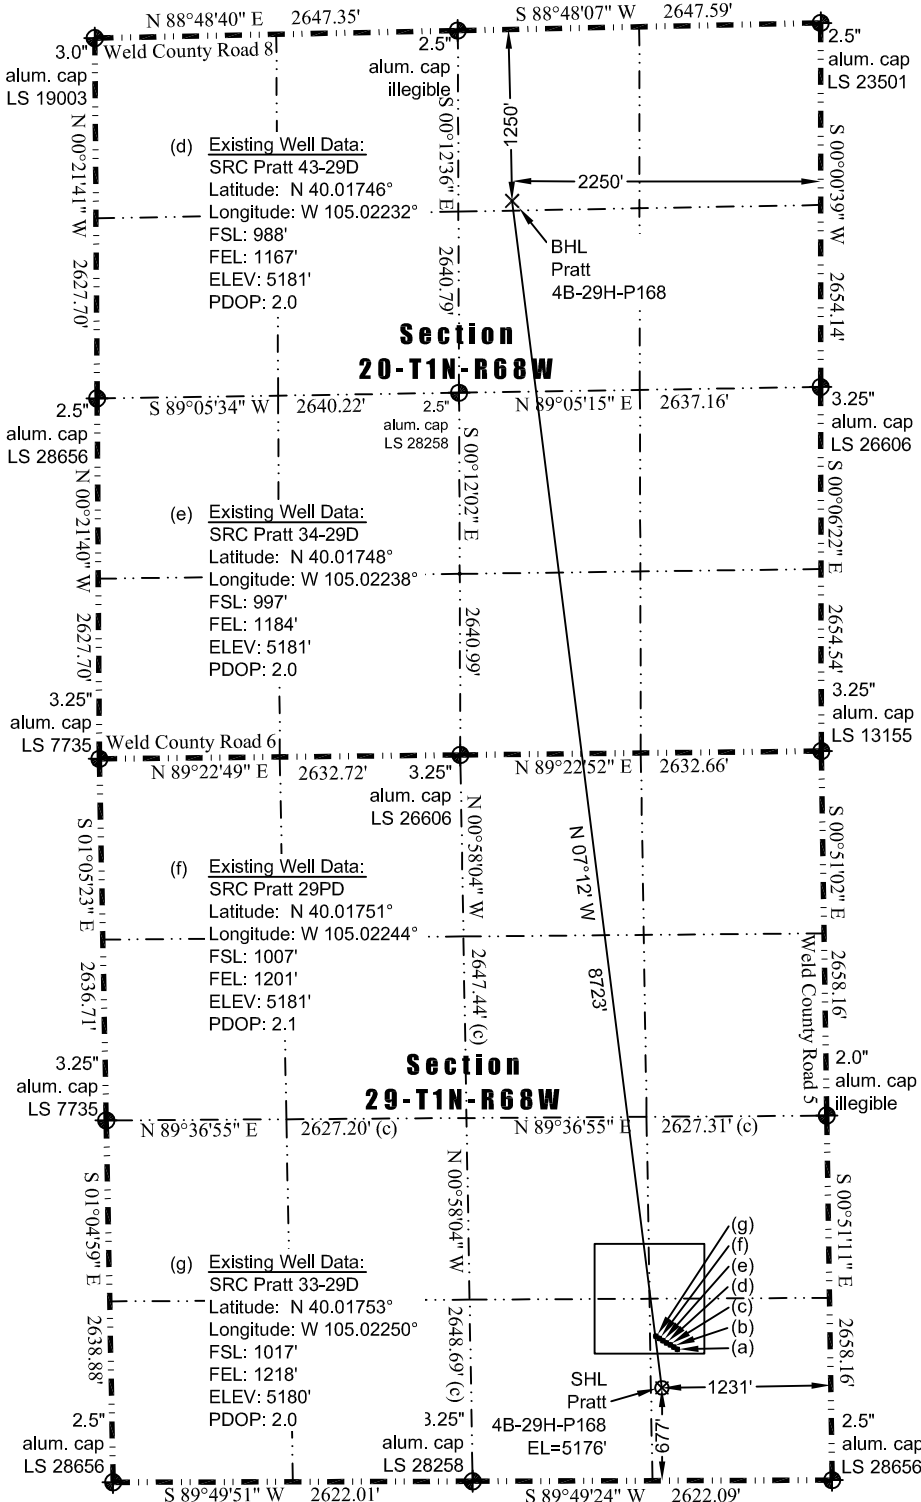 N 88°48'40" E 2647.35'
S 88°48'07" W 2647.59'
Weld County Road 8
3.0"
alum. cap
LS 19003
2.5"
alum. cap
illegible
2.5"
alum. cap
LS 23501
N 00°21'41" W 2627.70'
S 00°12'36" E 2640.79'
S 00°00'39" W 2654.14'
1250'
2250'
(d) Existing Well Data:
SRC Pratt 43-29D
Latitude: N 40.01746°
Longitude: W 105.02232°
FSL: 988'
FEL: 1167'
ELEV: 5181'
PDOP: 2.0
BHL
Pratt
4B-29H-P168
Section
20-T1N-R68W
S 89°05'34" W 2640.22'
N 89°05'15" E 2637.16'
2.5"
alum. cap
LS 28656
2.5"
alum. cap
LS 28258
3.25"
alum. cap
LS 26606
N 00°21'40" W 2627.70'
S 00°12'02" E 2640.99'
S 00°06'22" E 2654.54'
(e) Existing Well Data:
SRC Pratt 34-29D
Latitude: N 40.01748°
Longitude: W 105.02238°
FSL: 997'
FEL: 1184'
ELEV: 5181'
PDOP: 2.0
3.25"
alum. cap
LS 7735
3.25"
alum. cap
LS 13155
Weld County Road 6
N 89°22'49" E 2632.72'
N 89°22'52" E 2632.66'
3.25"
alum. cap
LS 26606
S 01°05'23" E 2636.71'
N 00°58'04" W 2647.44' (c)
N 07°12' W 8723'
S 00°51'02" E 2658.16'
Weld County Road 5
(f) Existing Well Data:
SRC Pratt 29PD
Latitude: N 40.01751°
Longitude: W 105.02244°
FSL: 1007'
FEL: 1201'
ELEV: 5181'
PDOP: 2.1
Section
29-T1N-R68W
3.25"
alum. cap
LS 7735
2.0"
alum. cap
illegible
N 89°36'55" E 2627.20' (c)
N 89°36'55" E 2627.31' (c)
S 01°04'59" E 2638.88'
N 00°58'04" W 2648.69' (c)
S 00°51'11" E 2658.16'
(g) Existing Well Data:
SRC Pratt 33-29D
Latitude: N 40.01753°
Longitude: W 105.02250°
FSL: 1017'
FEL: 1218'
ELEV: 5180'
PDOP: 2.0
(g)
(f)
(e)
(d)
(c)
(b)
(a)
SHL
Pratt
4B-29H-P168
EL=5176'
1231'
677'
2.5"
alum. cap
LS 28656
3.25"
alum. cap
LS 28258
2.5"
alum. cap
LS 28656
S 89°49'51" W 2622.01'
S 89°49'24" W 2622.09'